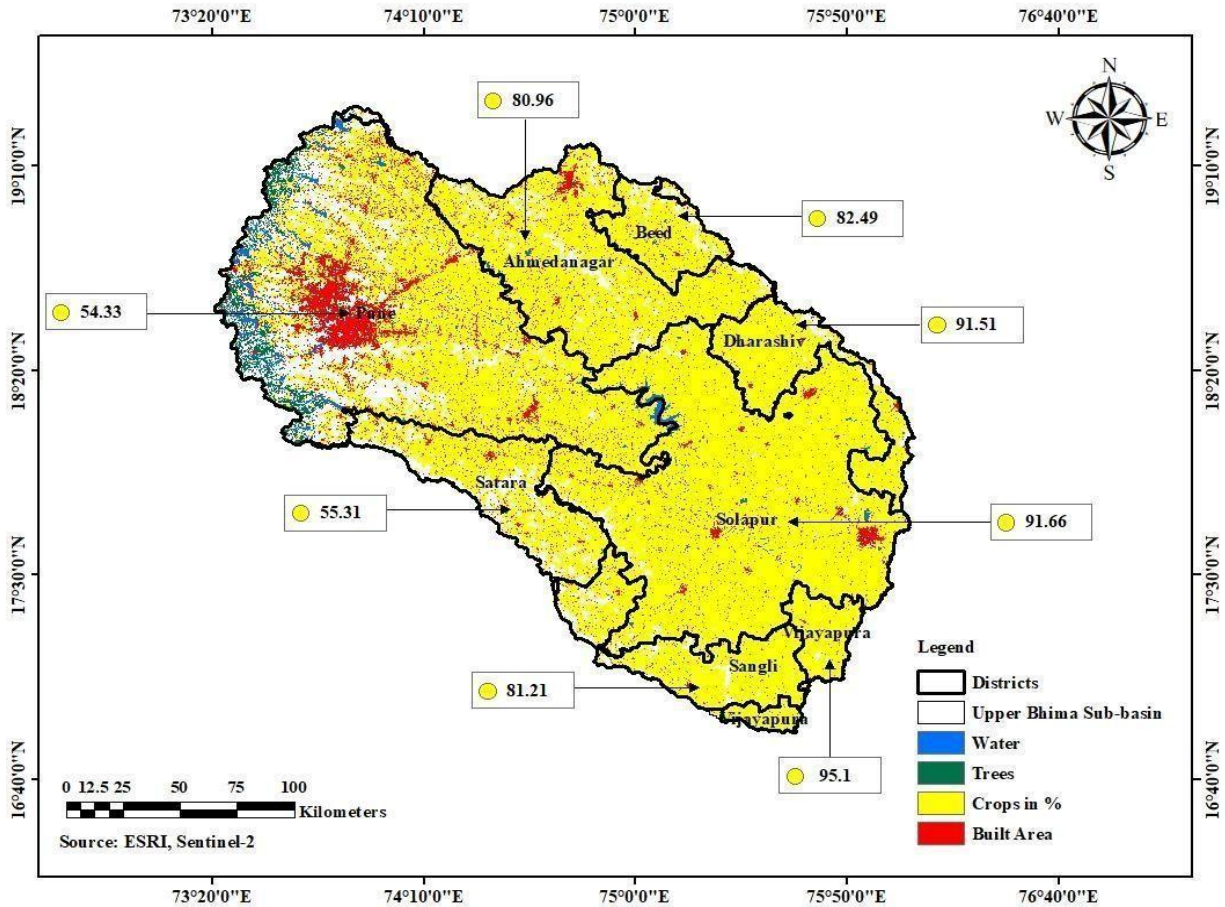 73°20'0"E 74°10'0"E 75°0'0"E 75°50'0"E 76°40'0"E
N
W E
S
80.96
19°10'0"N 19°10'0"N
82.49
Beed
Ahmedanagar
54.33
Pune
91.51
Dharashiv
18°20'0"N 18°20'0"N
Satara
55.31
Solapur
91.66
17°30'0"N 17°30'0"N
Vijayapura
Sangli
81.21
Vijayapura
95.1
Legend
Districts
Upper Bhima Sub-basin
Water
Trees
Crops in %
Built Area
16°40'0"N 16°40'0"N
0 12.5 25 50 75 100
Kilometers
Source: ESRI, Sentinel-2
73°20'0"E 74°10'0"E 75°0'0"E 75°50'0"E 76°40'0"E